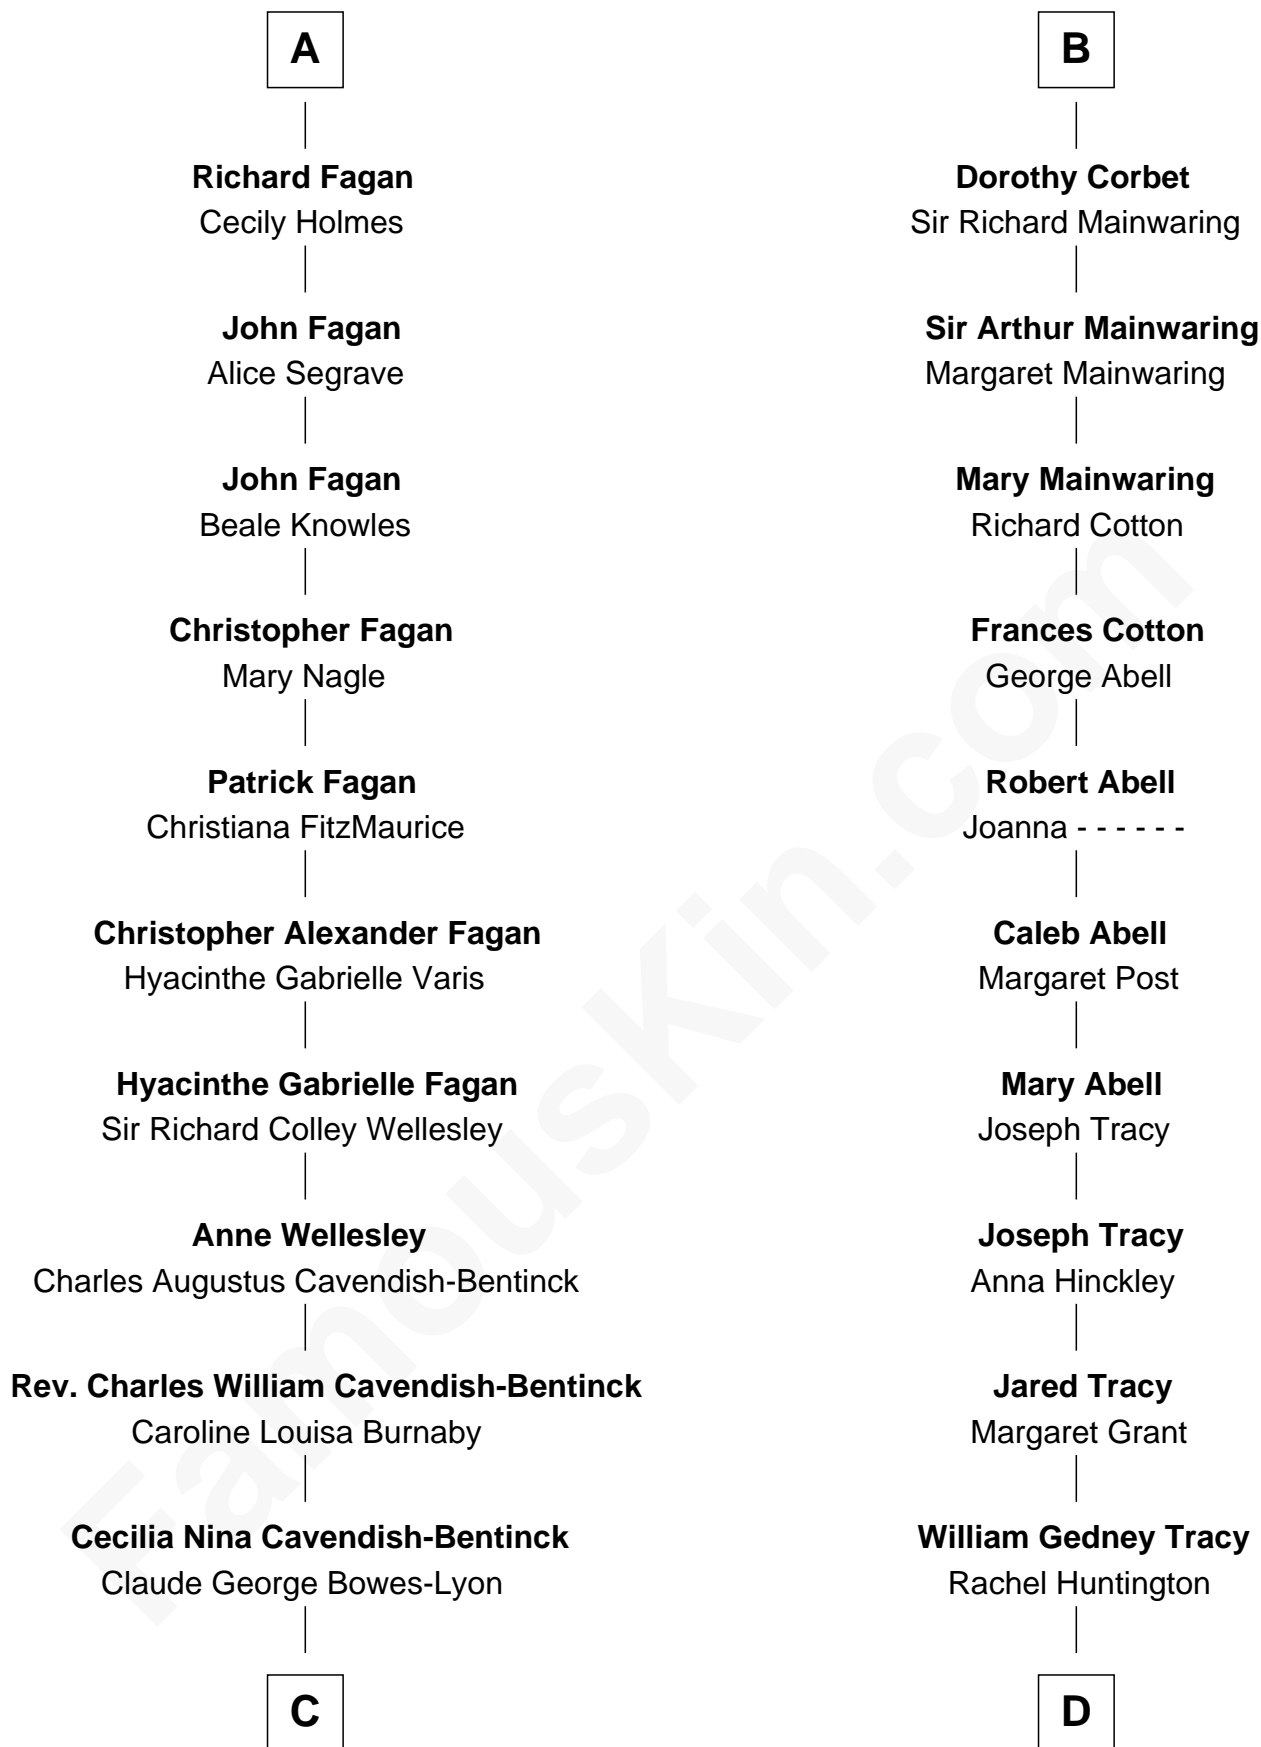 A
Richard Fagan
Cecily Holmes
John Fagan
Alice Segrave
John Fagan
Beale Knowles
Christopher Fagan
Mary Nagle
Patrick Fagan
Christiana FitzMaurice
Christopher Alexander Fagan
Hyacinthe Gabrielle Varis
Hyacinthe Gabrielle Fagan
Sir Richard Colley Wellesley
Anne Wellesley
Charles Augustus Cavendish-Bentinck
Rev. Charles William Cavendish-Bentinck
Caroline Louisa Burnaby
Cecilia Nina Cavendish-Bentinck
Claude George Bowes-Lyon
C
B
Dorothy Corbet
Sir Richard Mainwaring
Sir Arthur Mainwaring
Margaret Mainwaring
Mary Mainwaring
Richard Cotton
Frances Cotton
George Abell
Robert Abell
Joanna - - - - - -
Caleb Abell
Margaret Post
Mary Abell
Joseph Tracy
Joseph Tracy
Anna Hinckley
Jared Tracy
Margaret Grant
William Gedney Tracy
Rachel Huntington
D
FamousKin.com